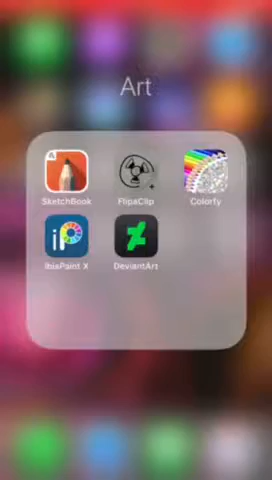 Art
SketchBook
FlipaClip
Colorfy
ibisPaint X
DeviantArt